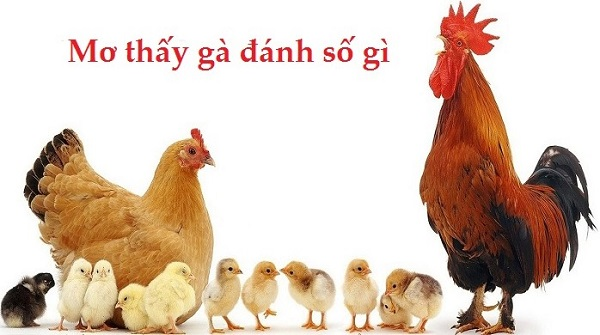 Mơ thấy gà đánh số gì